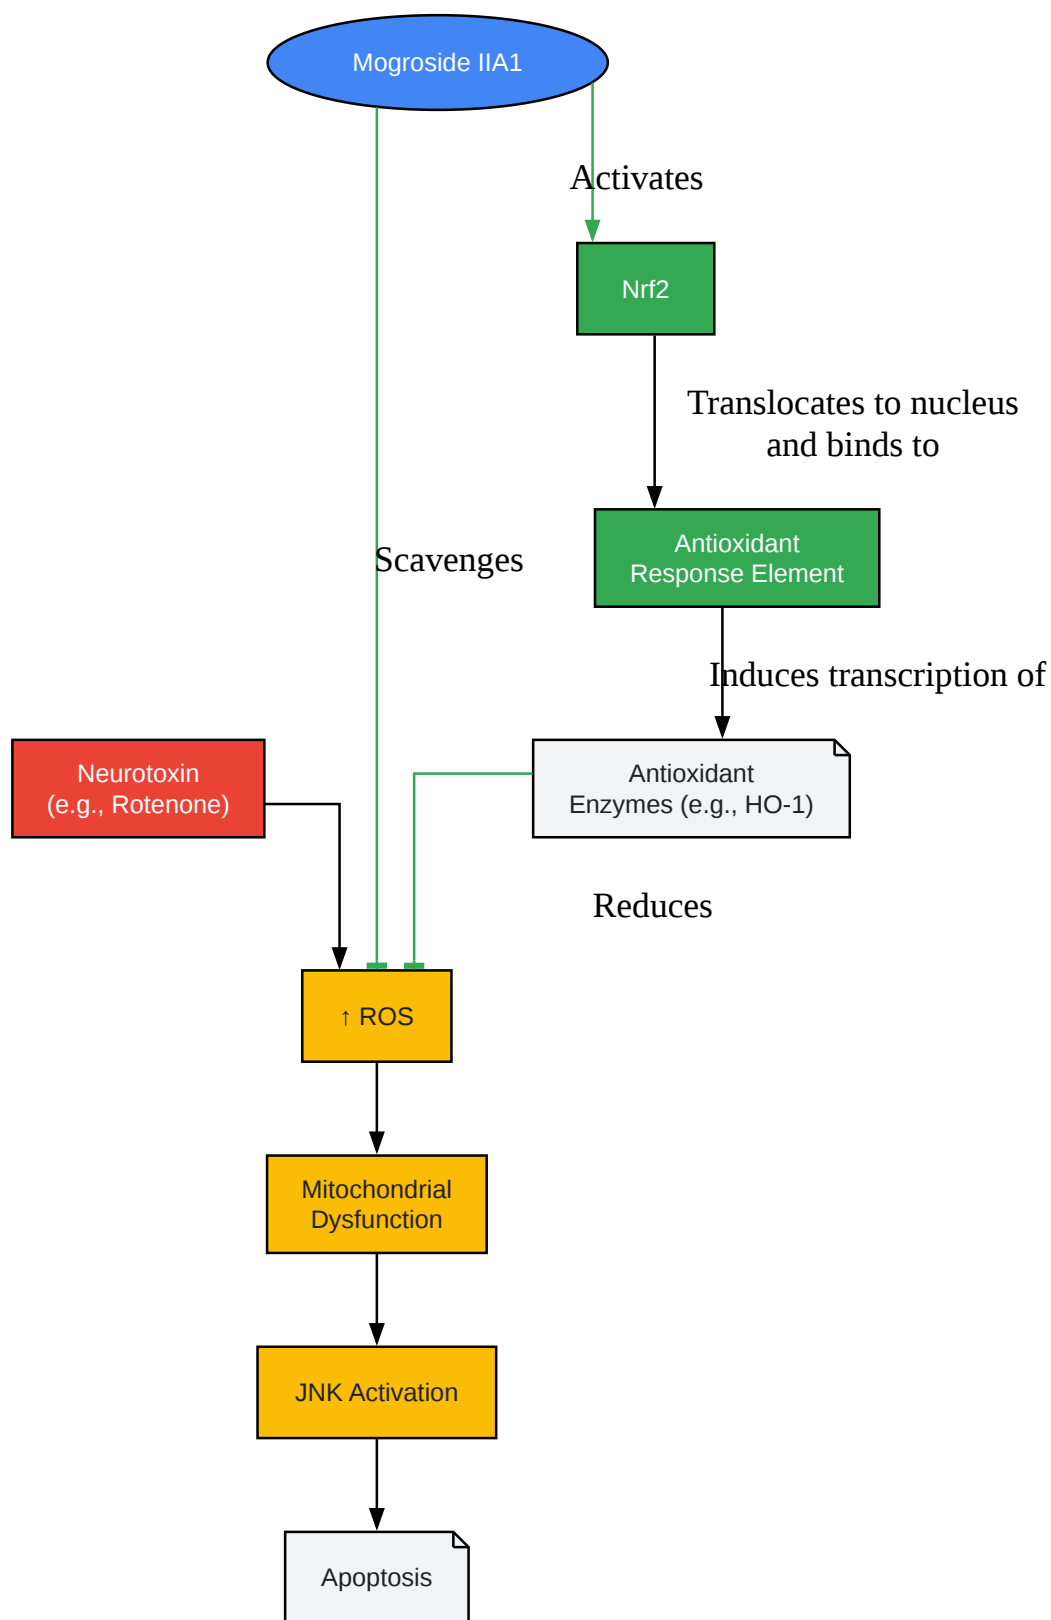 Mogroside IIA1
Activates
Nrf2
Translocates to nucleus
and binds to
Antioxidant
Response Element
Scavenges
Induces transcription of
Neurotoxin
(e.g., Rotenone)
Antioxidant
Enzymes (e.g., HO-1)
Reduces
↑ ROS
Mitochondrial
Dysfunction
JNK Activation
Apoptosis